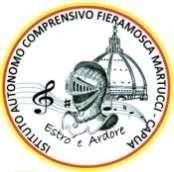 ISTITUTO AUTONOMO COMPRENSIVO FIERAMOSCA MARTUCCI - CAPUA
Estro e Ardore